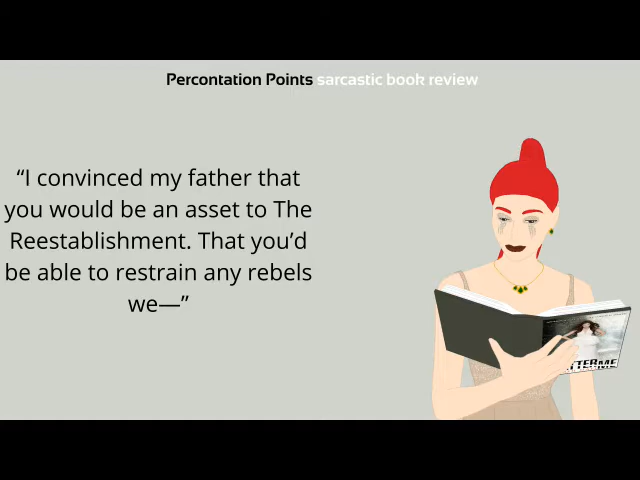 Percontation Points sarcastic book review
“I convinced my father that
you would be an asset to The
Reestablishment. That you’d
be able to restrain any rebels
we—”